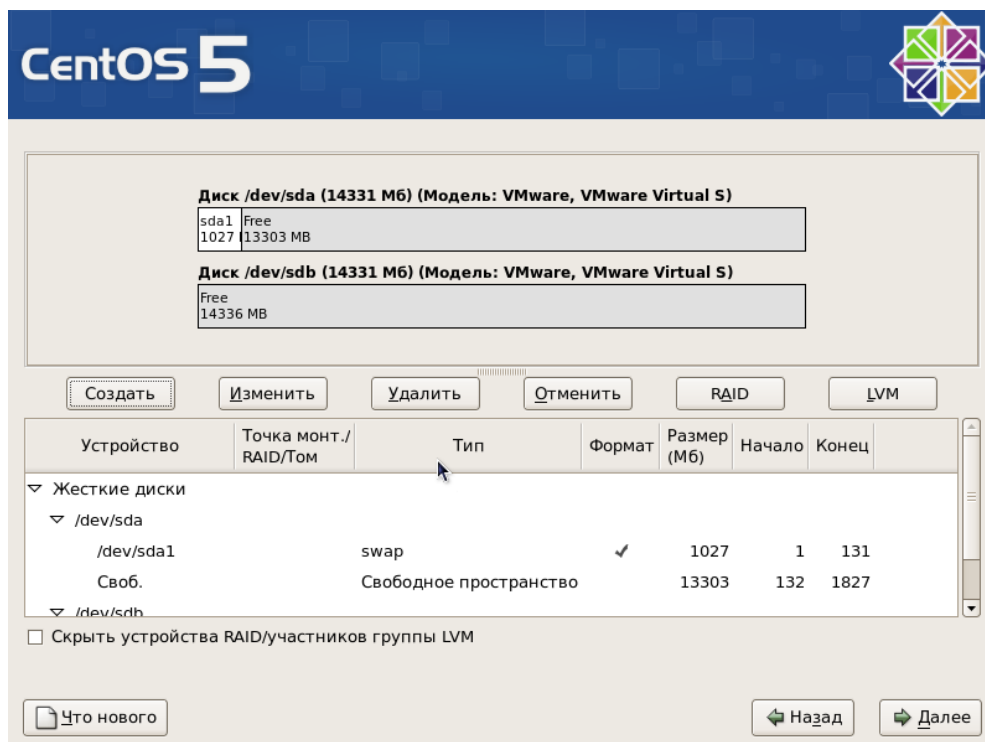 CentOS 5
Диск /dev/sda (14331 Мб) (Модель: VMware, VMware Virtual S)
sda1 Free
1027 13303 MB
Диск /dev/sdb (14331 Мб) (Модель: VMware, VMware Virtual S)
Free
14336 MB
Создать Изменить Удалить Отменить RAID LVM
Устройство Точка монт./ RAID/Том Тип Формат Размер (Мб) Начало Конец
Жесткие диски
/dev/sda
/dev/sda1 swap 1027 1 131
Своб. Свободное пространство 13303 132 1827
/dev/sdb
Скрыть устройства RAID/участников группы LVM
Что нового Назад Далее